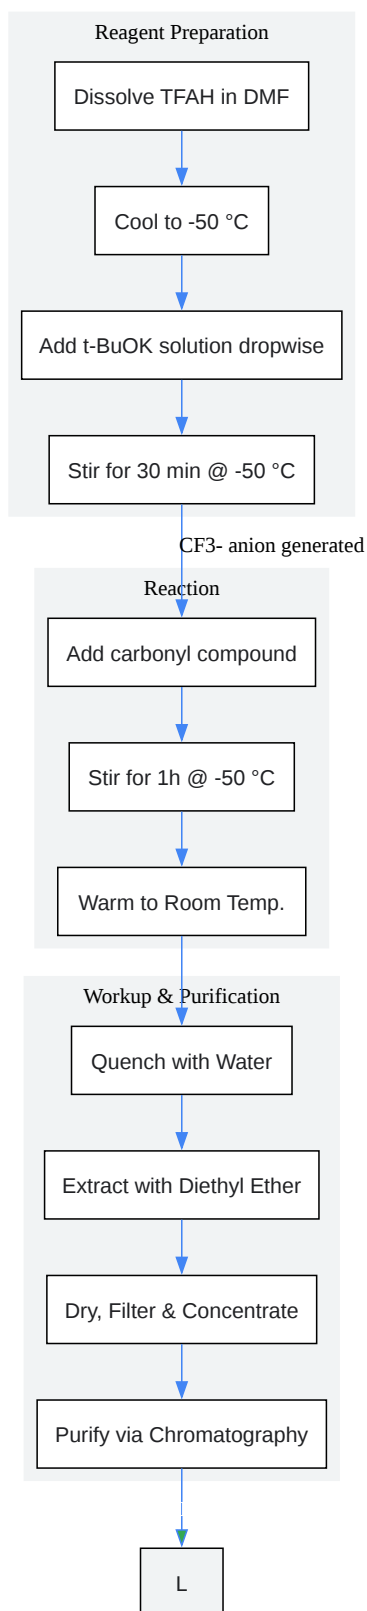 Reagent Preparation
Dissolve TFAH in DMF
Cool to -50 °C
Add t-BuOK solution dropwise
Stir for 30 min @ -50 °C
CF3- anion generated
Reaction
Add carbonyl compound
Stir for 1h @ -50 °C
Warm to Room Temp.
Workup & Purification
Quench with Water
Extract with Diethyl Ether
Dry, Filter & Concentrate
Purify via Chromatography
L